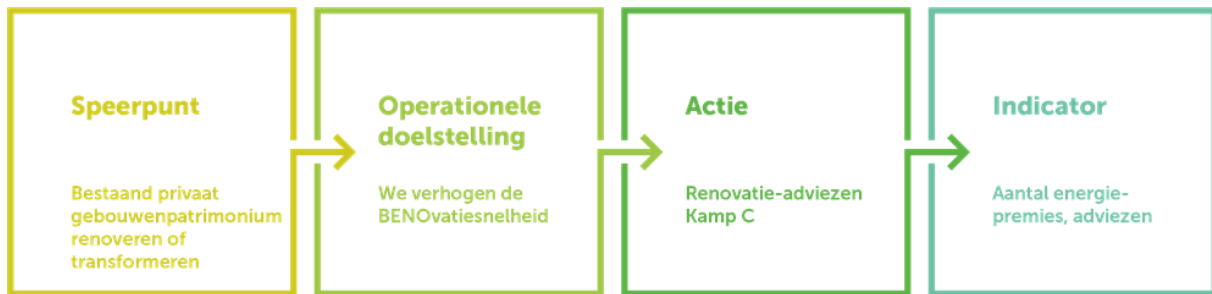 Speerpunt
Bestaand privaat
gebouwenpatrimonium
renoveren of
transformeren
Operationele
doelstelling
We verhogen de
BENOvatiesnelheid
Actie
Renovatie-adviezen
Kamp C
Indicator
Aantal energie-
premies, adviezen